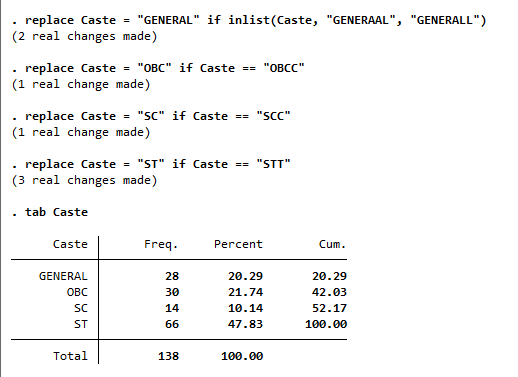 . replace Caste = "GENERAL" if inlist(Caste, "GENERAAL", "GENERALL")
(2 real changes made)
. replace Caste = "OBC" if Caste == "OBCC"
(1 real change made)
. replace Caste = "SC" if Caste == "SCC"
(1 real change made)
. replace Caste = "ST" if Caste == "STT"
(3 real changes made)
. tab Caste
Caste Freq. Percent Cum.
GENERAL 28 20.29 20.29
OBC 30 21.74 42.03
SC 14 10.14 52.17
ST 66 47.83 100.00
Total 138 100.00